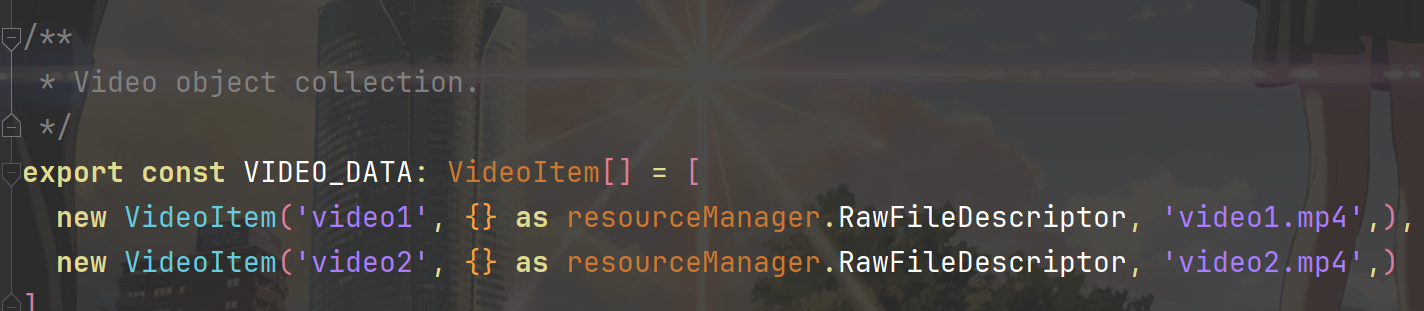 /**
 * Video object collection.
 */
export const VIDEO_DATA: VideoItem[] = [
  new VideoItem('video1', {} as resourceManager.RawFileDescriptor, 'video1.mp4',),
  new VideoItem('video2', {} as resourceManager.RawFileDescriptor, 'video2.mp4',)
]